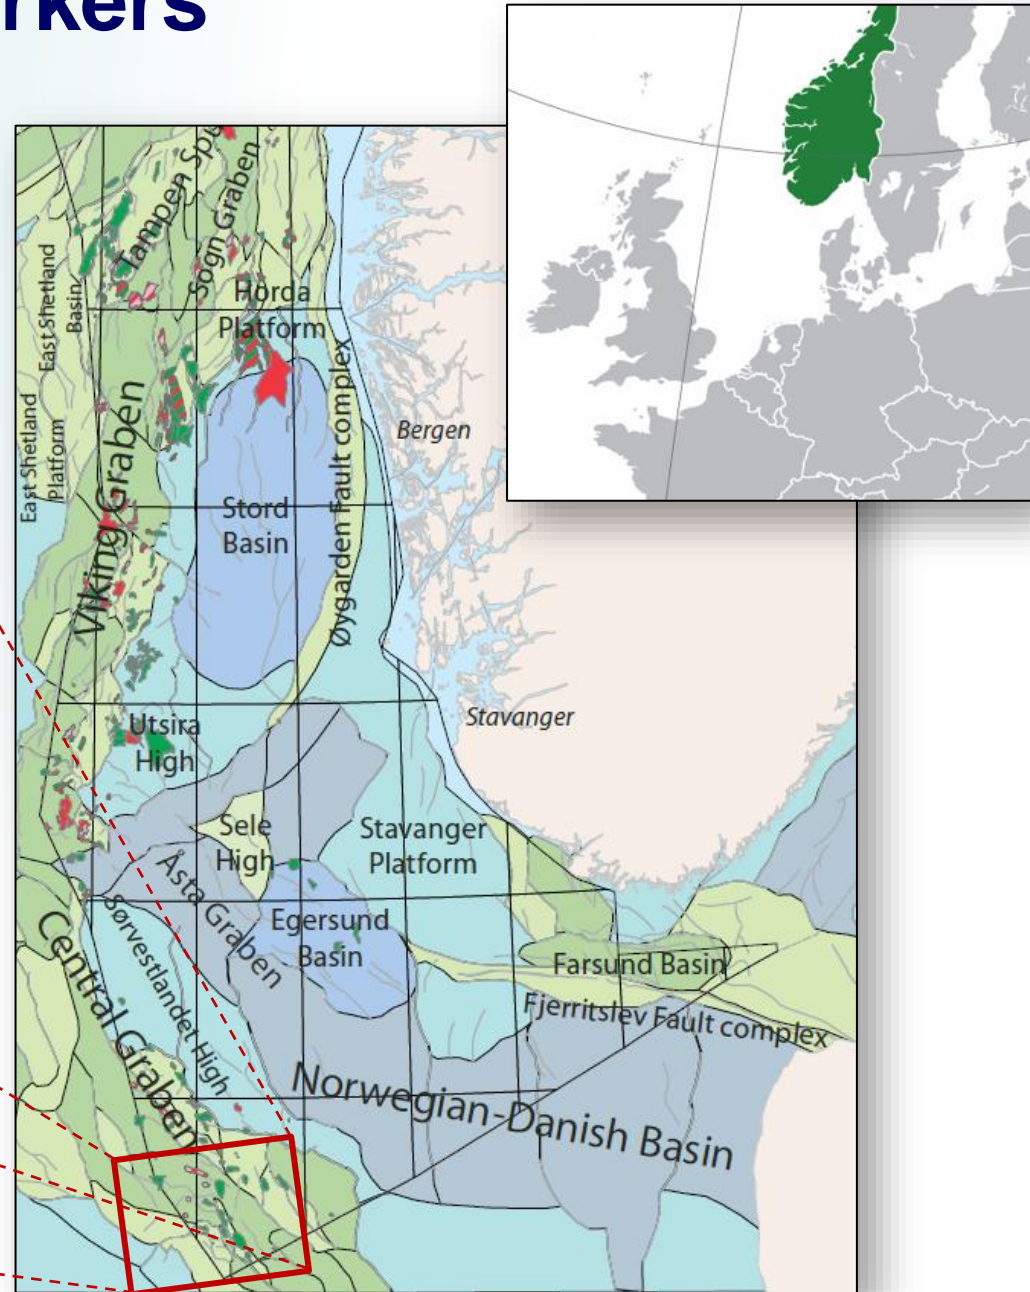 rkers
Tampen Spu
Sogn Graben
East Shetland
Basin
Horda
Platform
East Shetland
Platform
Viking Graben
Øygarden Fault complex
Bergen
Stord
Basin
Utsira
High
Stavanger
Sele
High
Stavanger
Platform
Åsta Graben
Sørvestlandet High
Central Graben
Egersund
Basin
Farsund Basin
Fjerritslev Fault complex
Norwegian-Danish Basin